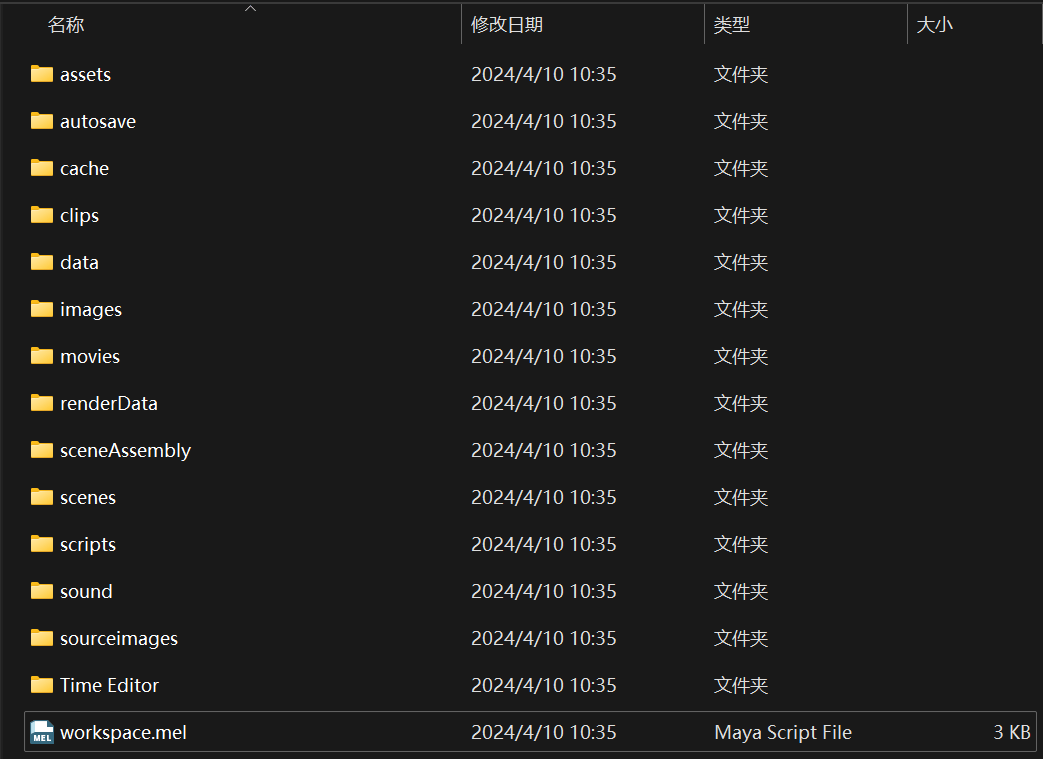 名称 修改日期 类型 大小
assets 2024/4/10 10:35 文件夹
autosave 2024/4/10 10:35 文件夹
cache 2024/4/10 10:35 文件夹
clips 2024/4/10 10:35 文件夹
data 2024/4/10 10:35 文件夹
images 2024/4/10 10:35 文件夹
movies 2024/4/10 10:35 文件夹
renderData 2024/4/10 10:35 文件夹
sceneAssembly 2024/4/10 10:35 文件夹
scenes 2024/4/10 10:35 文件夹
scripts 2024/4/10 10:35 文件夹
sound 2024/4/10 10:35 文件夹
sourceimages 2024/4/10 10:35 文件夹
Time Editor 2024/4/10 10:35 文件夹
MEL workspace.mel 2024/4/10 10:35 Maya Script File 3 KB